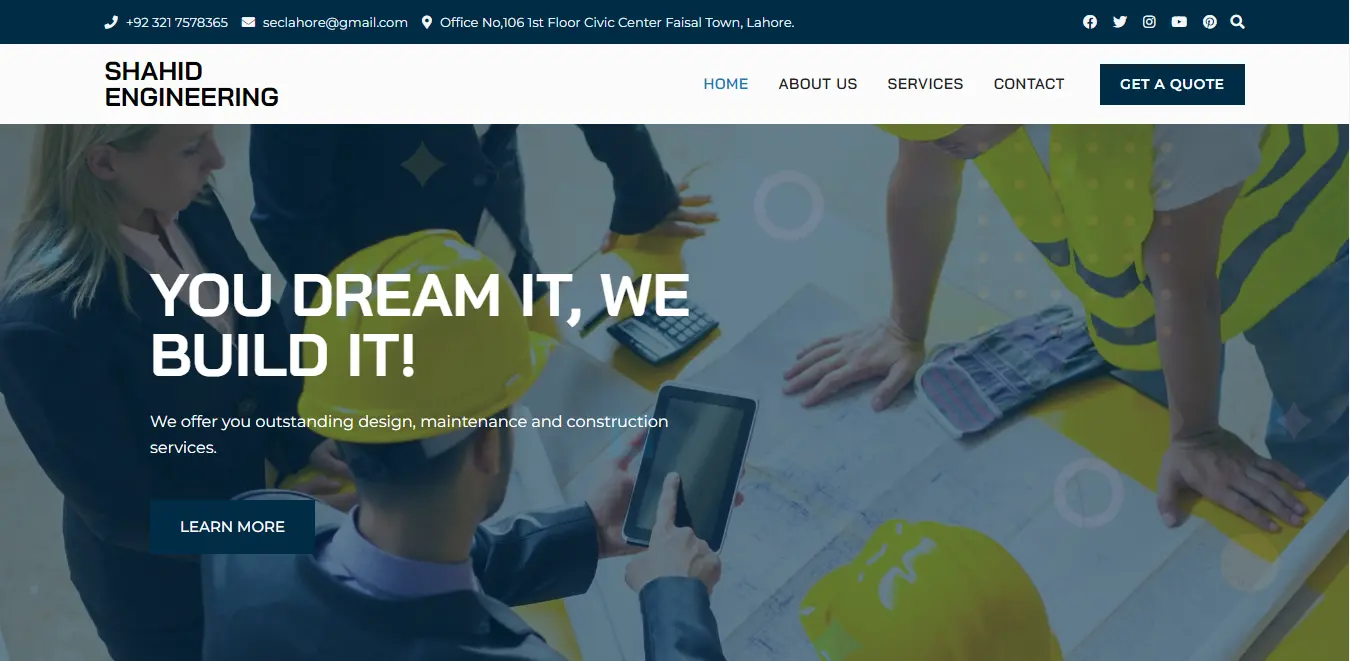 +92 321 7578365 seclahore@gmail.com Office No,106 1st Floor Civic Center Faisal Town, Lahore.
SHAHID
ENGINEERING
HOME ABOUT US SERVICES CONTACT GET A QUOTE
YOU DREAM IT, WE
BUILD IT!
We offer you outstanding design, maintenance and construction
services.
LEARN MORE